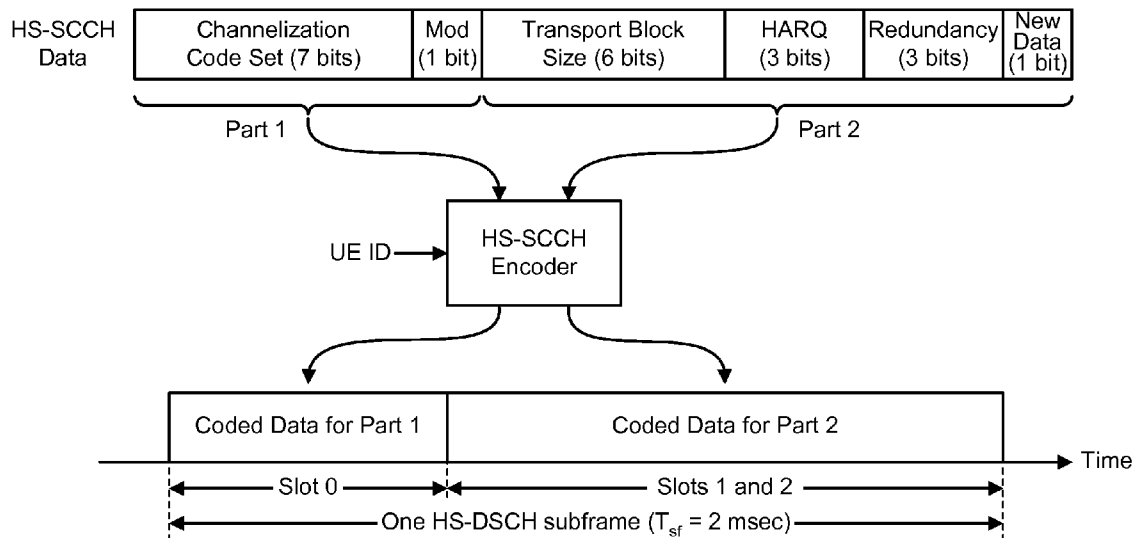 HS-SCCH
Data
Channelization
Code Set (7 bits)
Mod
(1 bit)
Transport Block
Size (6 bits)
HARQ
(3 bits)
Redundancy
(3 bits)
New
Data
(1 bit)
Part 1
Part 2
UE ID
HS-SCCH
Encoder
Coded Data for Part 1
Coded Data for Part 2
Time
Slot 0
Slots 1 and 2
One HS-DSCH subframe (Tsf = 2 msec)